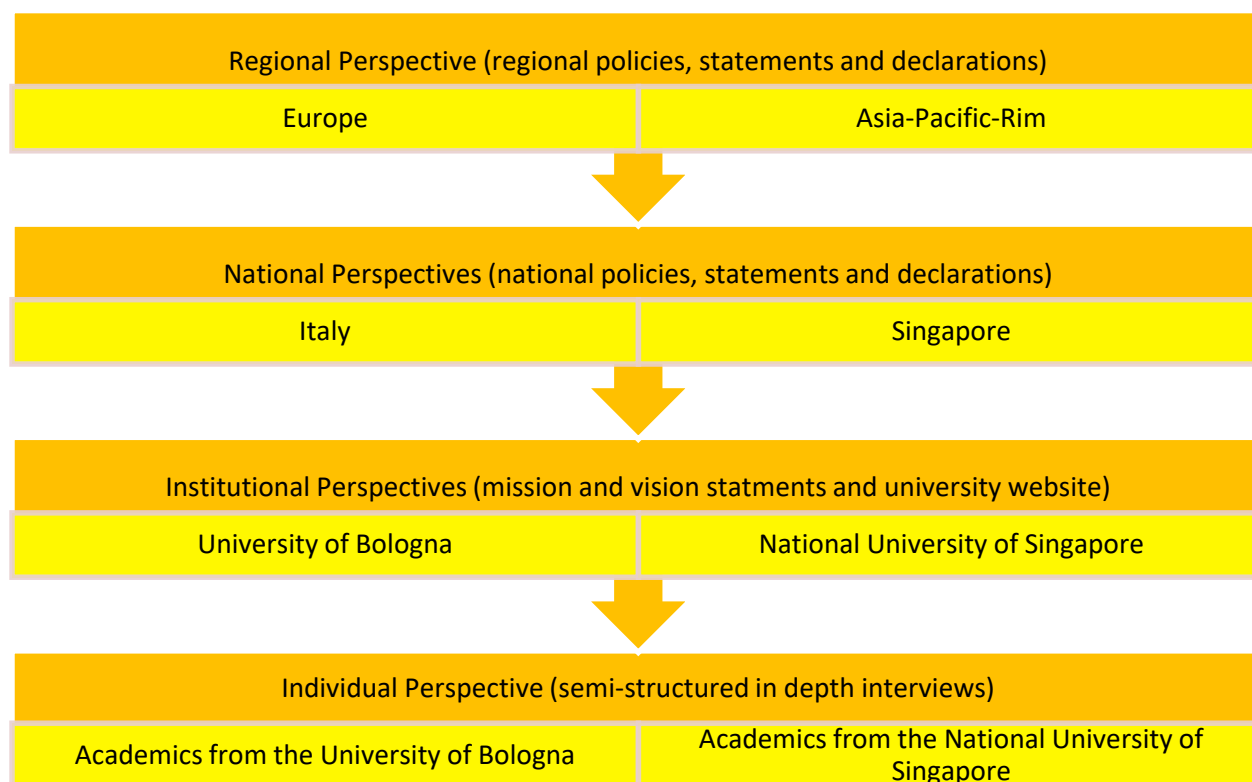 Regional Perspective (regional policies, statements and declarations)
Europe
Asia-Pacific-Rim
National Perspectives (national policies, statements and declarations)
Italy
Singapore
Institutional Perspectives (mission and vision statments and university website)
University of Bologna
National University of Singapore
Individual Perspective (semi-structured in depth interviews)
Academics from the University of Bologna
Academics from the National University of
Singapore